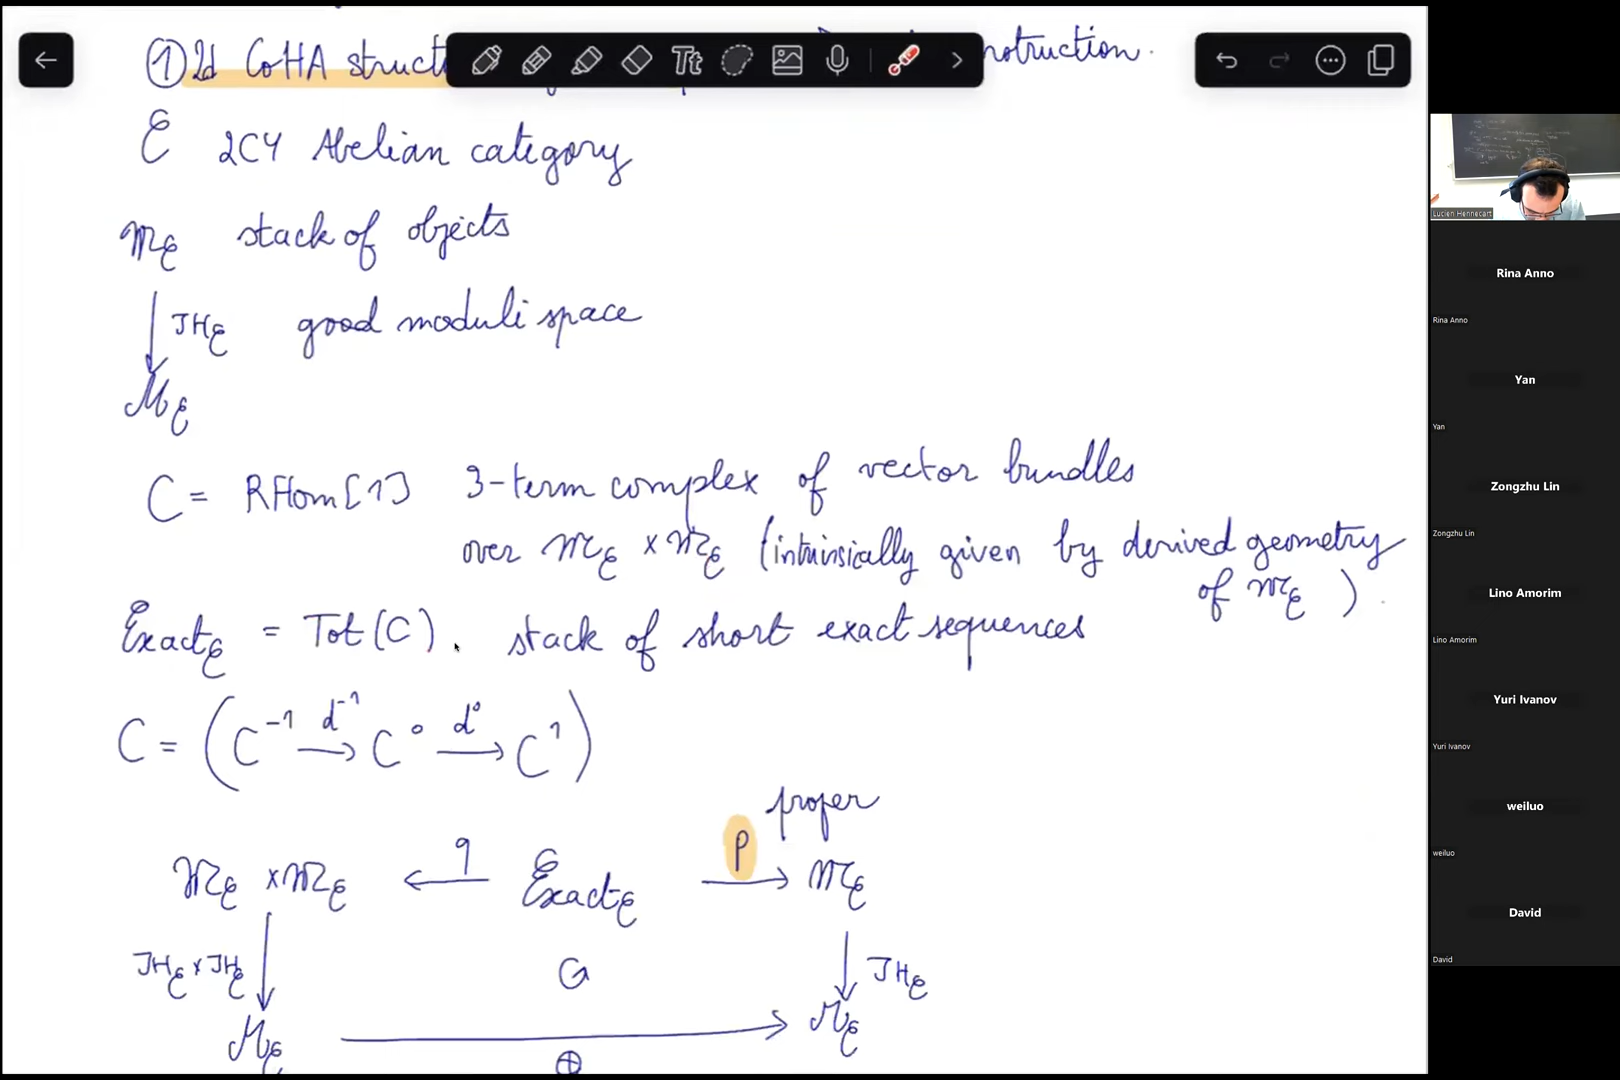 ① 2d CoHA struct nstruction.
Tt
ℰ 2CY Abelian category
𝔐_ℰ stack of objects
↓ JH_ℰ good moduli space
ℳ_ℰ
C = RHom[1] 3-term complex of vector bundles
over 𝔐_ℰ × 𝔐_ℰ (intrinsically given by derived geometry
of 𝔐_ℰ).
Exact_ℰ = Tot(C). stack of short exact sequences
C = (C^{-1} →^{d^{-1}} C^0 →^{d^0} C^1)
proper
𝔐_ℰ × 𝔐_ℰ ←^q Exact_ℰ →^p 𝔐_ℰ
JH_ℰ × JH_ℰ ↓ ↻ ↓ JH_ℰ
ℳ_ℰ →_⊕ ℳ_ℰ
Lucien Hennecart
Rina Anno
Rina Anno
Yan
Yan
Zongzhu Lin
Zongzhu Lin
Lino Amorim
Lino Amorim
Yuri Ivanov
Yuri Ivanov
weiluo
weiluo
David
David